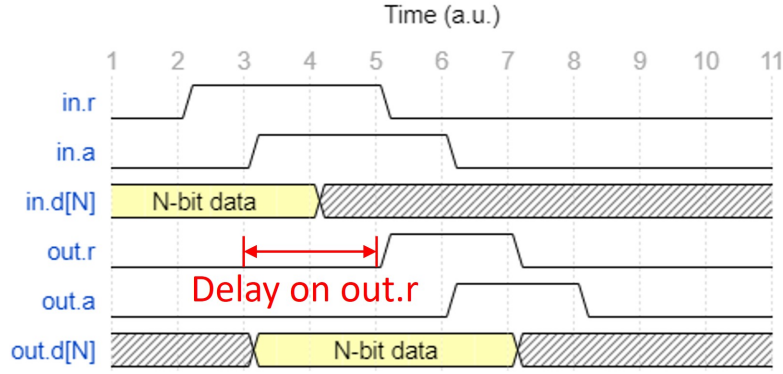 Time (a.u.)
1 2 3 4 5 6 7 8 9 10 11
in.r
in.a
in.d[N] N-bit data
out.r
Delay on out.r
out.a
out.d[N] N-bit data